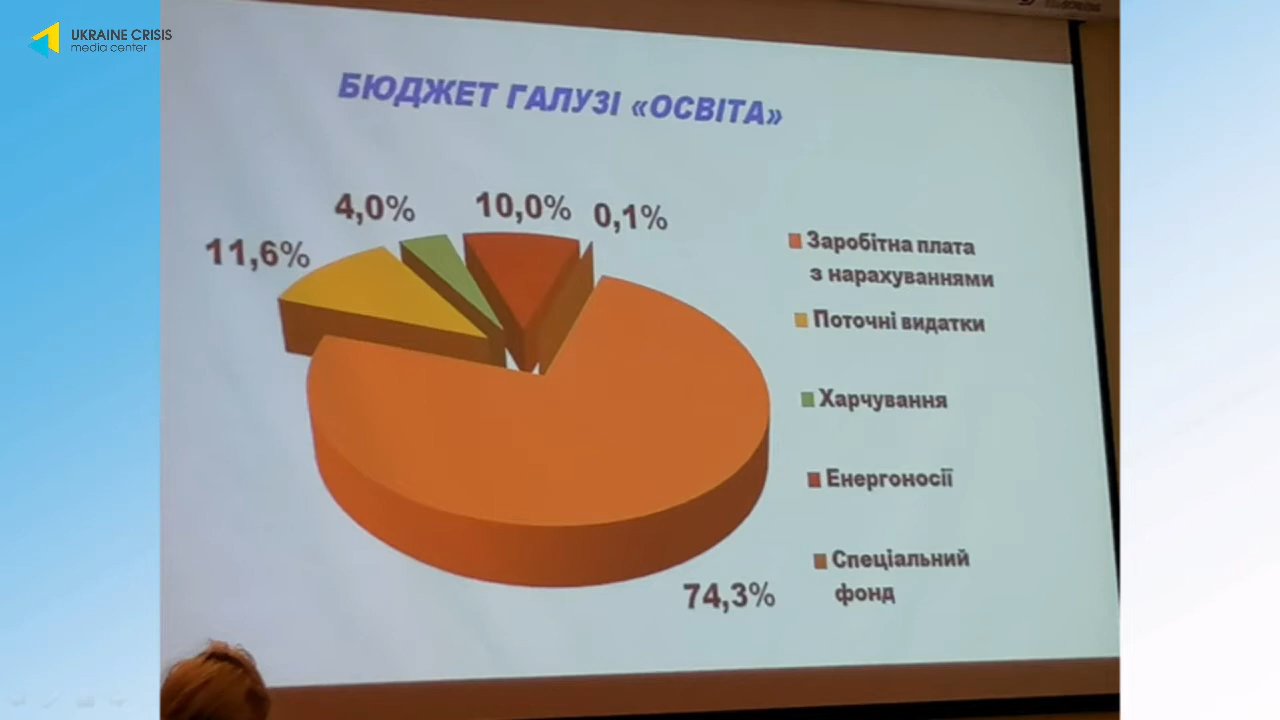 UKRAINE CRISIS
media center
БЮДЖЕТ ГАЛУЗІ «ОСВІТА»
4,0%
10,0%
0,1%
11,6%
74,3%
Заробітна плата
з нарахуваннями
Поточні видатки
Харчування
Енергоносії
Спеціальний
фонд